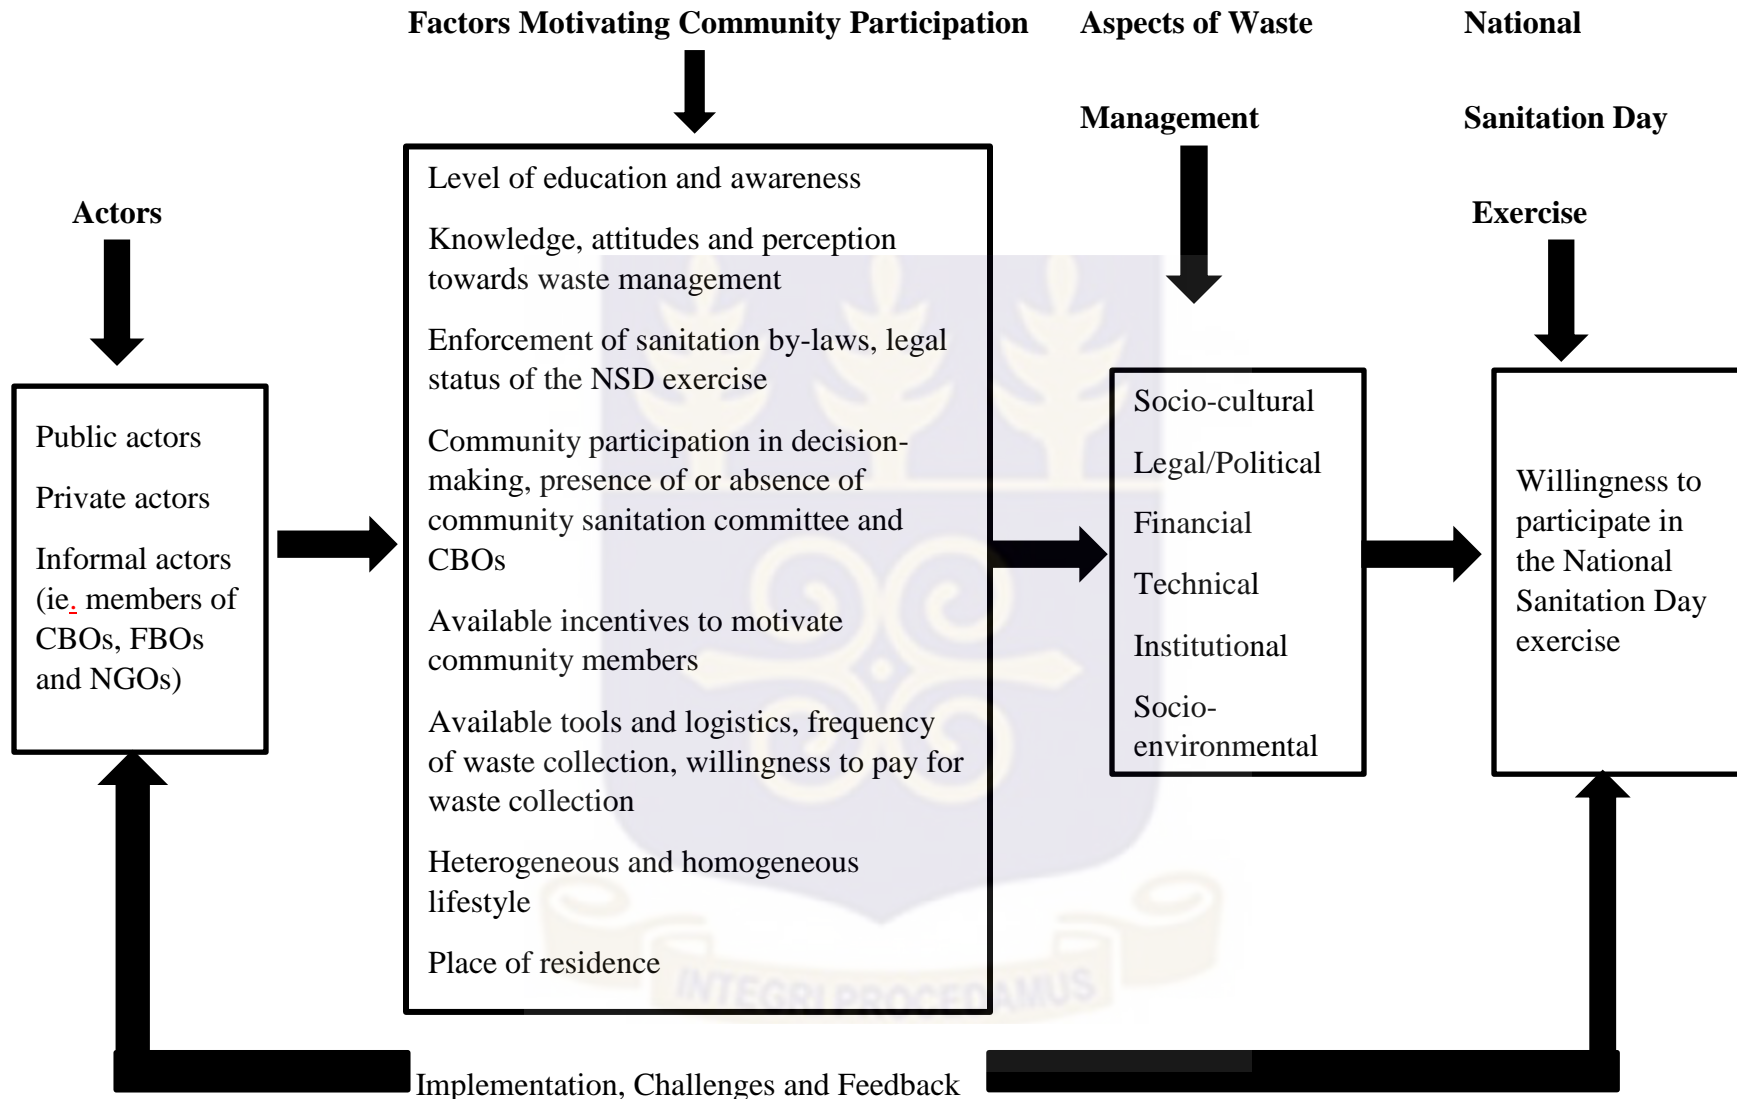 Factors Motivating Community Participation
Aspects of Waste
Management
National
Sanitation Day
Exercise
Actors
Public actors
Private actors
Informal actors
(ie. members of
CBOs, FBOs
and NGOs)
Level of education and awareness
Knowledge, attitudes and perception
towards waste management
Enforcement of sanitation by-laws, legal
status of the NSD exercise
Community participation in decision-
making, presence of or absence of
community sanitation committee and
CBOs
Available incentives to motivate
community members
Available tools and logistics, frequency
of waste collection, willingness to pay for
waste collection
Heterogeneous and homogeneous
lifestyle
Place of residence
Socio-cultural
Legal/Political
Financial
Technical
Institutional
Socio-
environmental
Willingness to
participate in
the National
Sanitation Day
exercise
INTEGRI PROCEDAMUS
Implementation, Challenges and Feedback